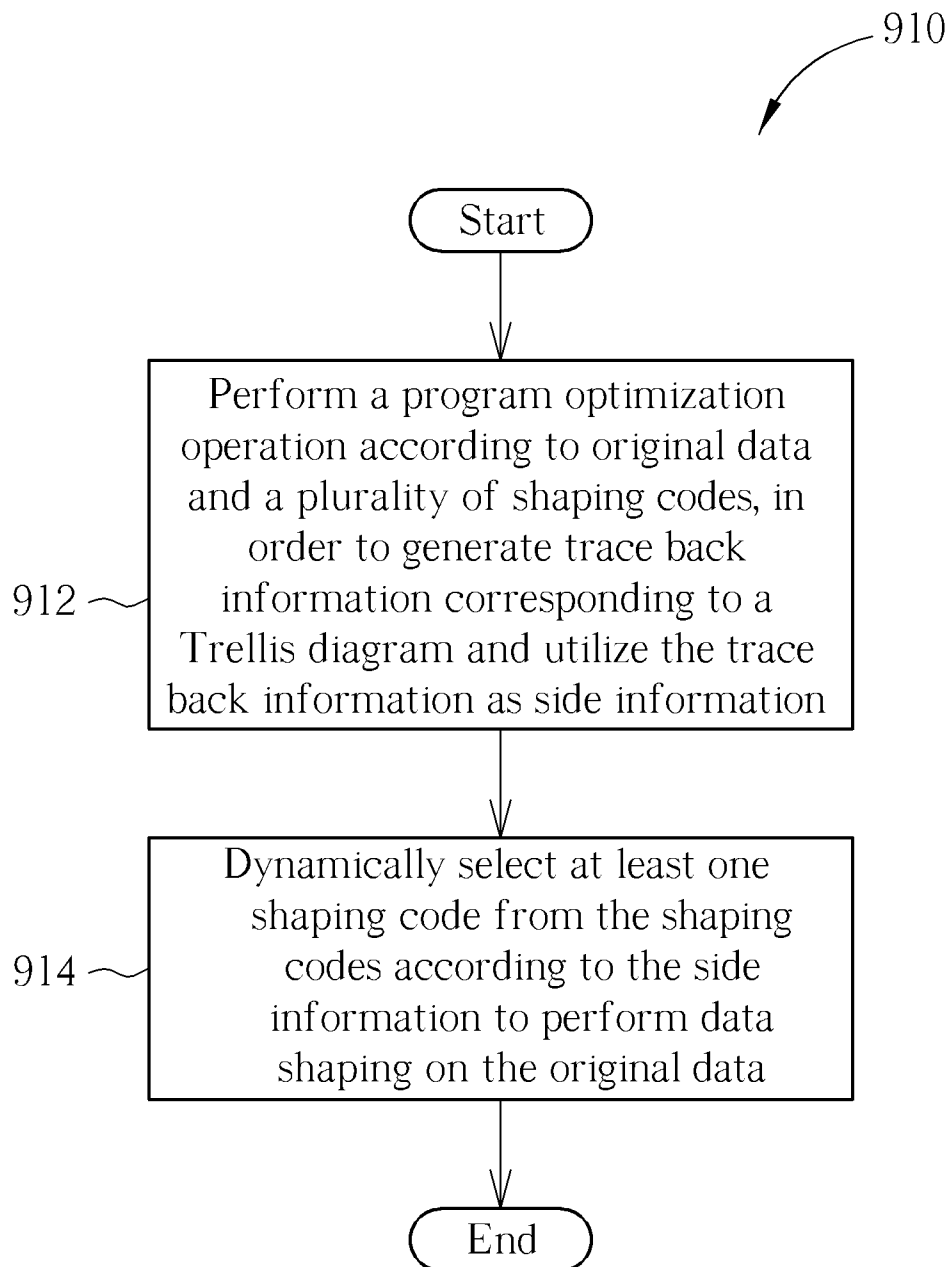 910
Start
Perform a program optimization
operation according to original data
and a plurality of shaping codes, in
order to generate trace back
information corresponding to a
Trellis diagram and utilize the trace
back information as side information
912
Dynamically select at least one
shaping code from the shaping
codes according to the side
information to perform data
shaping on the original data
914
End